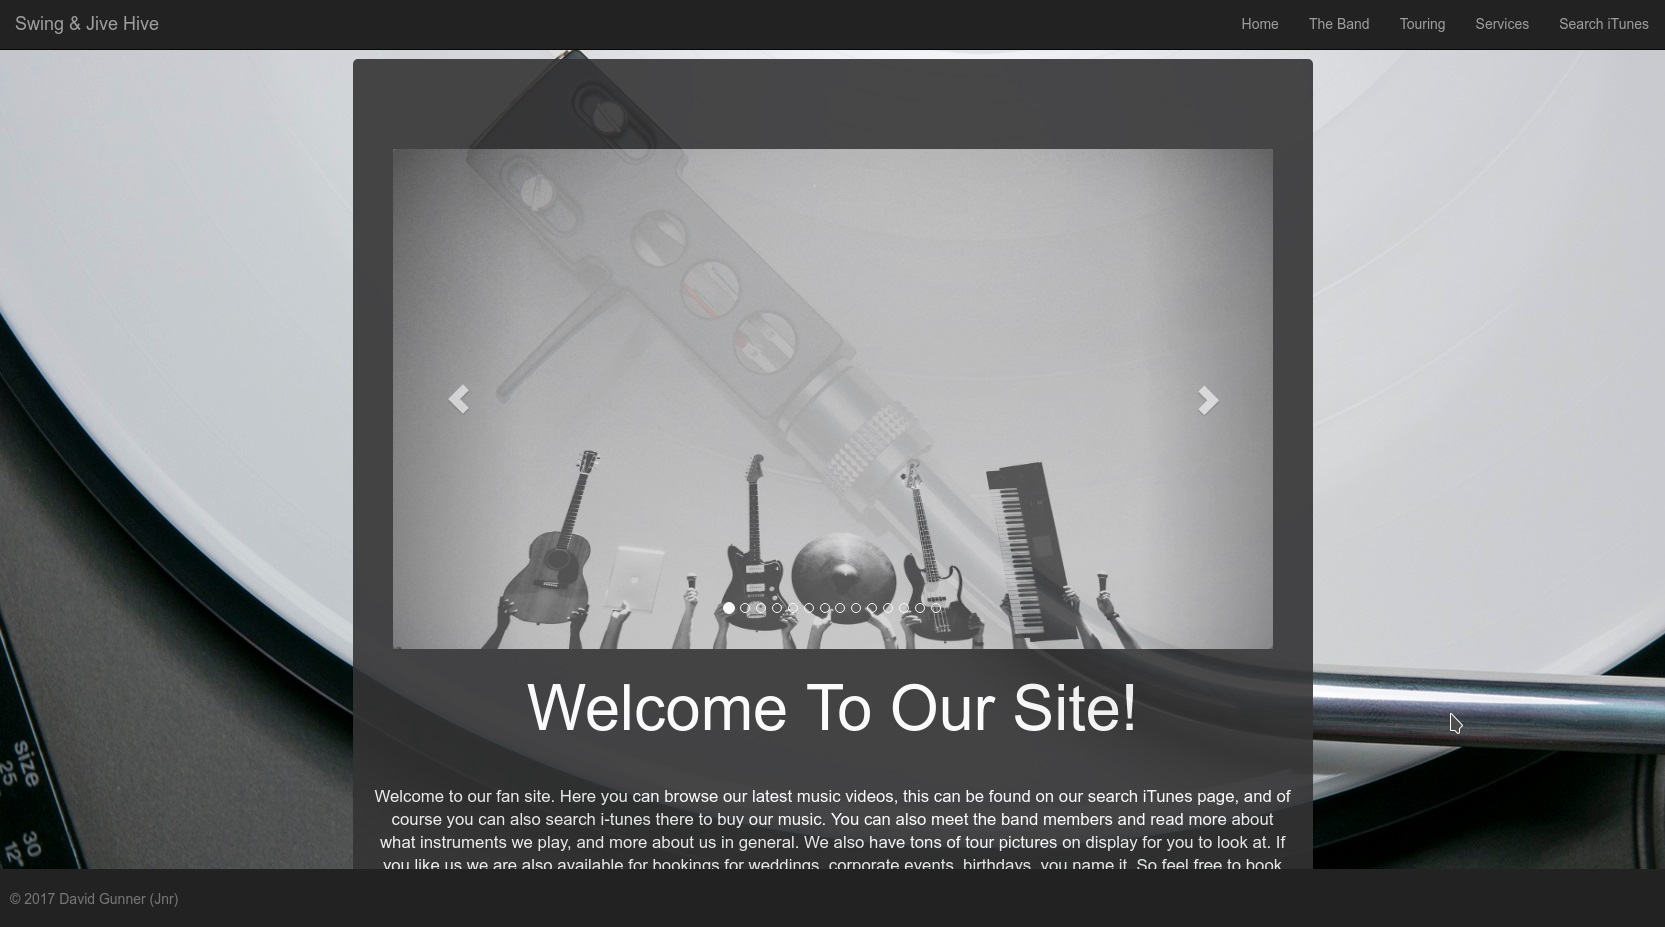 Swing & Jive Hive
Home The Band Touring Services Search iTunes
Welcome To Our Site!
Welcome to our fan site. Here you can browse our latest music videos, this can be found on our search iTunes page, and of
course you can also search i-tunes there to buy our music. You can also meet the band members and read more about
what instruments we play, and more about us in general. We also have tons of tour pictures on display for you to look at. If
you like us we are also available for bookings for weddings, corporate events, birthdays, you name it. So feel free to book
size
25
30
12"
© 2017 David Gunner (Jnr)